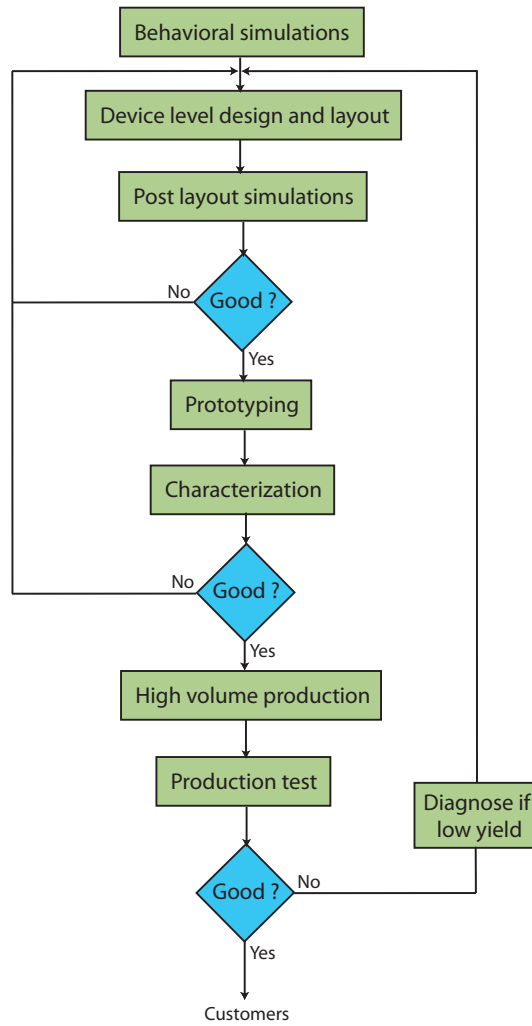 Behavioral simulations
Device level design and layout
Post layout simulations
No
Good ?
Yes
Prototyping
Characterization
No
Good ?
Yes
High volume production
Production test
Diagnose if
low yield
Good ?
No
Yes
Customers